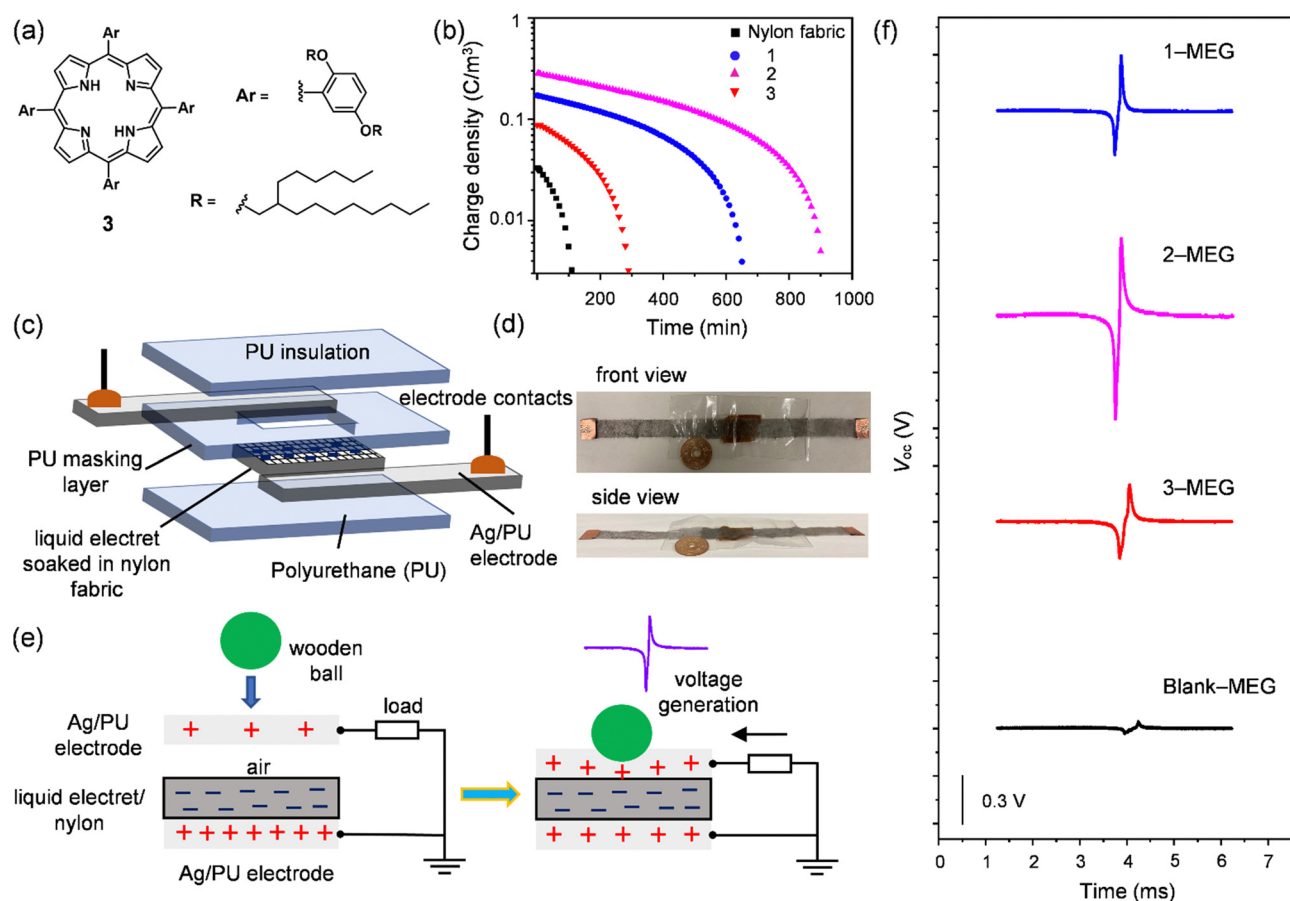 (a)
Ar
Ar
Ar
Ar
NH
N
N
HN
3
Ar =
RO
OR
R =
(b)
Charge density (C/m³)
1
0.1
0.01
200
400
600
800
1000
Time (min)
Nylon fabric
1
2
3
(c)
PU insulation
electrode contacts
PU masking
layer
liquid electret
soaked in nylon
fabric
Polyurethane (PU)
Ag/PU
electrode
(d)
front view
side view
(e)
wooden
ball
Ag/PU
electrode
load
air
liquid electret/
nylon
Ag/PU electrode
voltage
generation
(f)
1–MEG
2–MEG
3–MEG
Blank–MEG
0.3 V
Voc (V)
0
1
2
3
4
5
6
7
Time (ms)